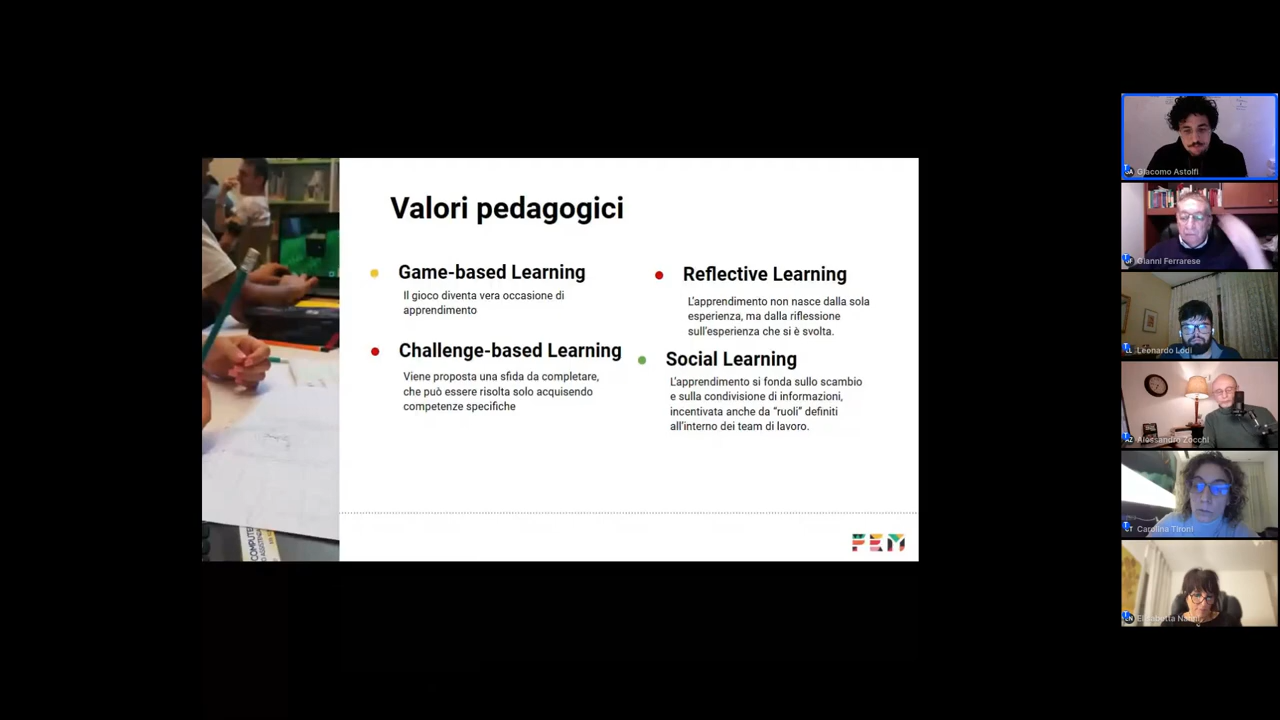 Valori pedagogici
Game-based Learning
Il gioco diventa vera occasione di
apprendimento
Challenge-based Learning
Viene proposta una sfida da completare,
che può essere risolta solo acquisendo
competenze specifiche
Reflective Learning
L'apprendimento non nasce dalla sola
esperienza, ma dalla riflessione
sull'esperienza che si è svolta.
Social Learning
L'apprendimento si fonda sullo scambio
e sulla condivisione di informazioni,
incentivata anche da “ruoli” definiti
all'interno dei team di lavoro.
FEM
COMPUTE
Giacomo Astolfi
Gianni Ferrarese
Leonardo Lodi
Alessandro Zocchi
Carolina Tironi
Elisabetta